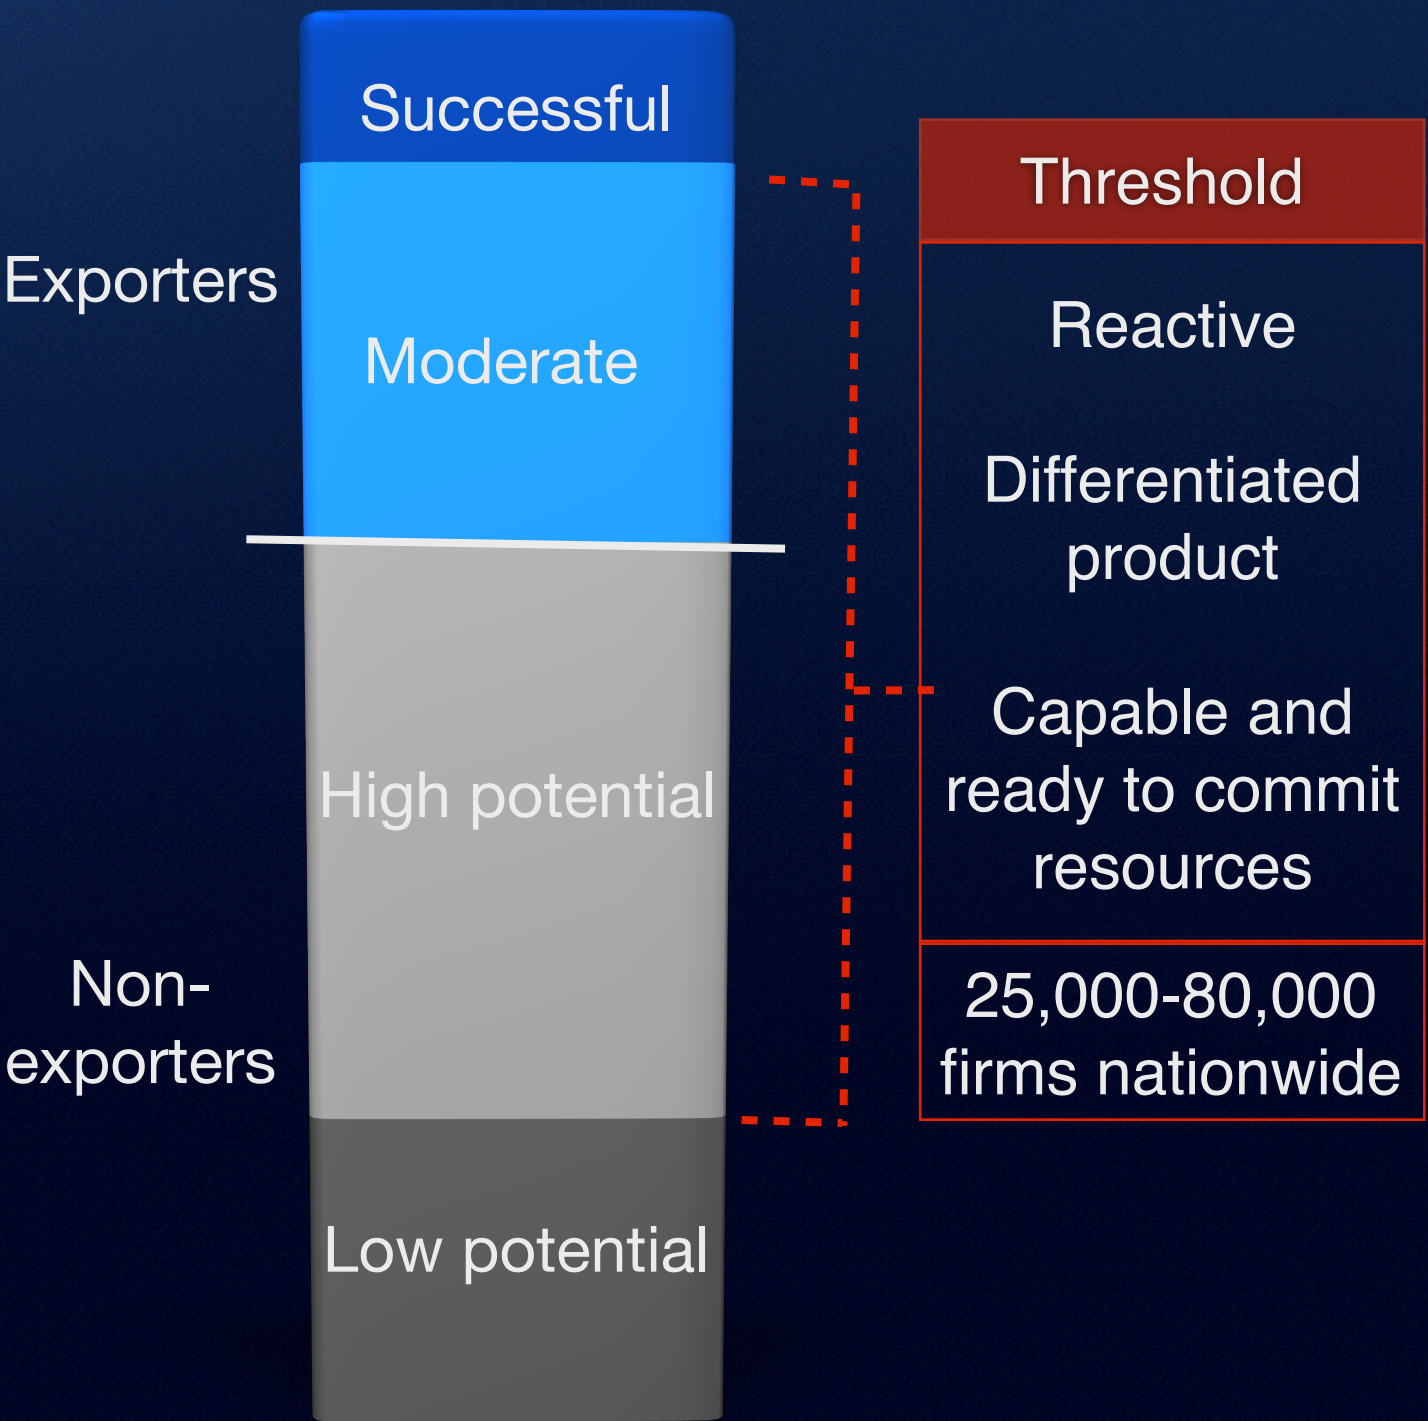 Successful
Exporters
Moderate
High potential
Non-
exporters
Low potential
Threshold
Reactive
Differentiated
product
Capable and
ready to commit
resources
25,000-80,000
firms nationwide